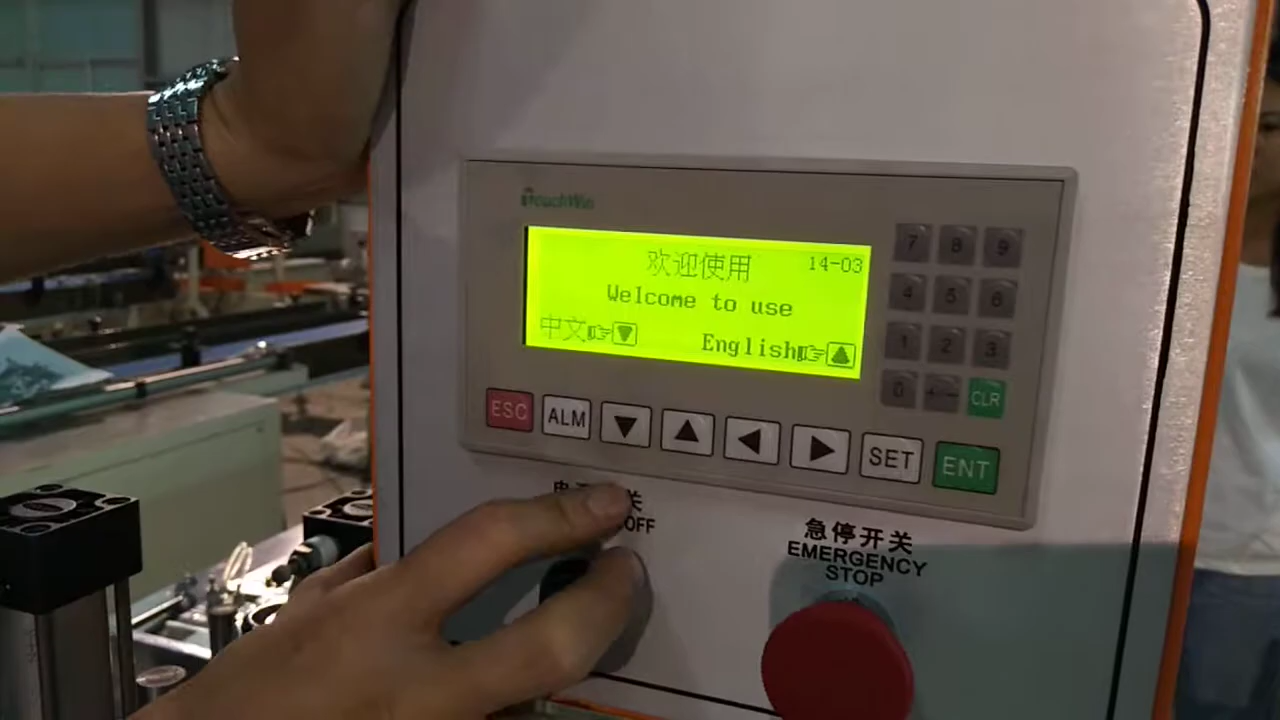 TouchWin
欢迎使用 14-03
Welcome to use
中文 English
7 8 9
4 5 6
1 2 3
0 CLR
ESC ALM SET ENT
关
OFF
急停开关
EMERGENCY
STOP